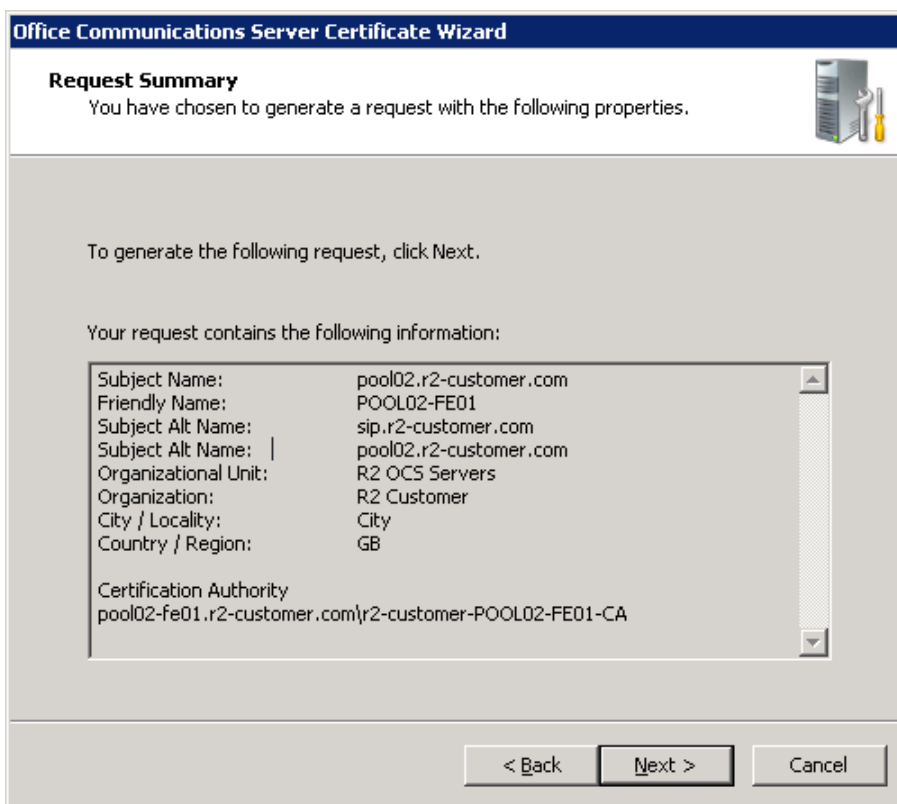 Office Communications Server Certificate Wizard
Request Summary
You have chosen to generate a request with the following properties.
To generate the following request, click Next.
Your request contains the following information:
Subject Name: pool02.r2-customer.com
Friendly Name: POOL02-FE01
Subject Alt Name: sip.r2-customer.com
Subject Alt Name: pool02.r2-customer.com
Organizational Unit: R2 OCS Servers
Organization: R2 Customer
City / Locality: City
Country / Region: GB
Certification Authority
pool02-fe01.r2-customer.com\r2-customer-POOL02-FE01-CA
< Back Next > Cancel